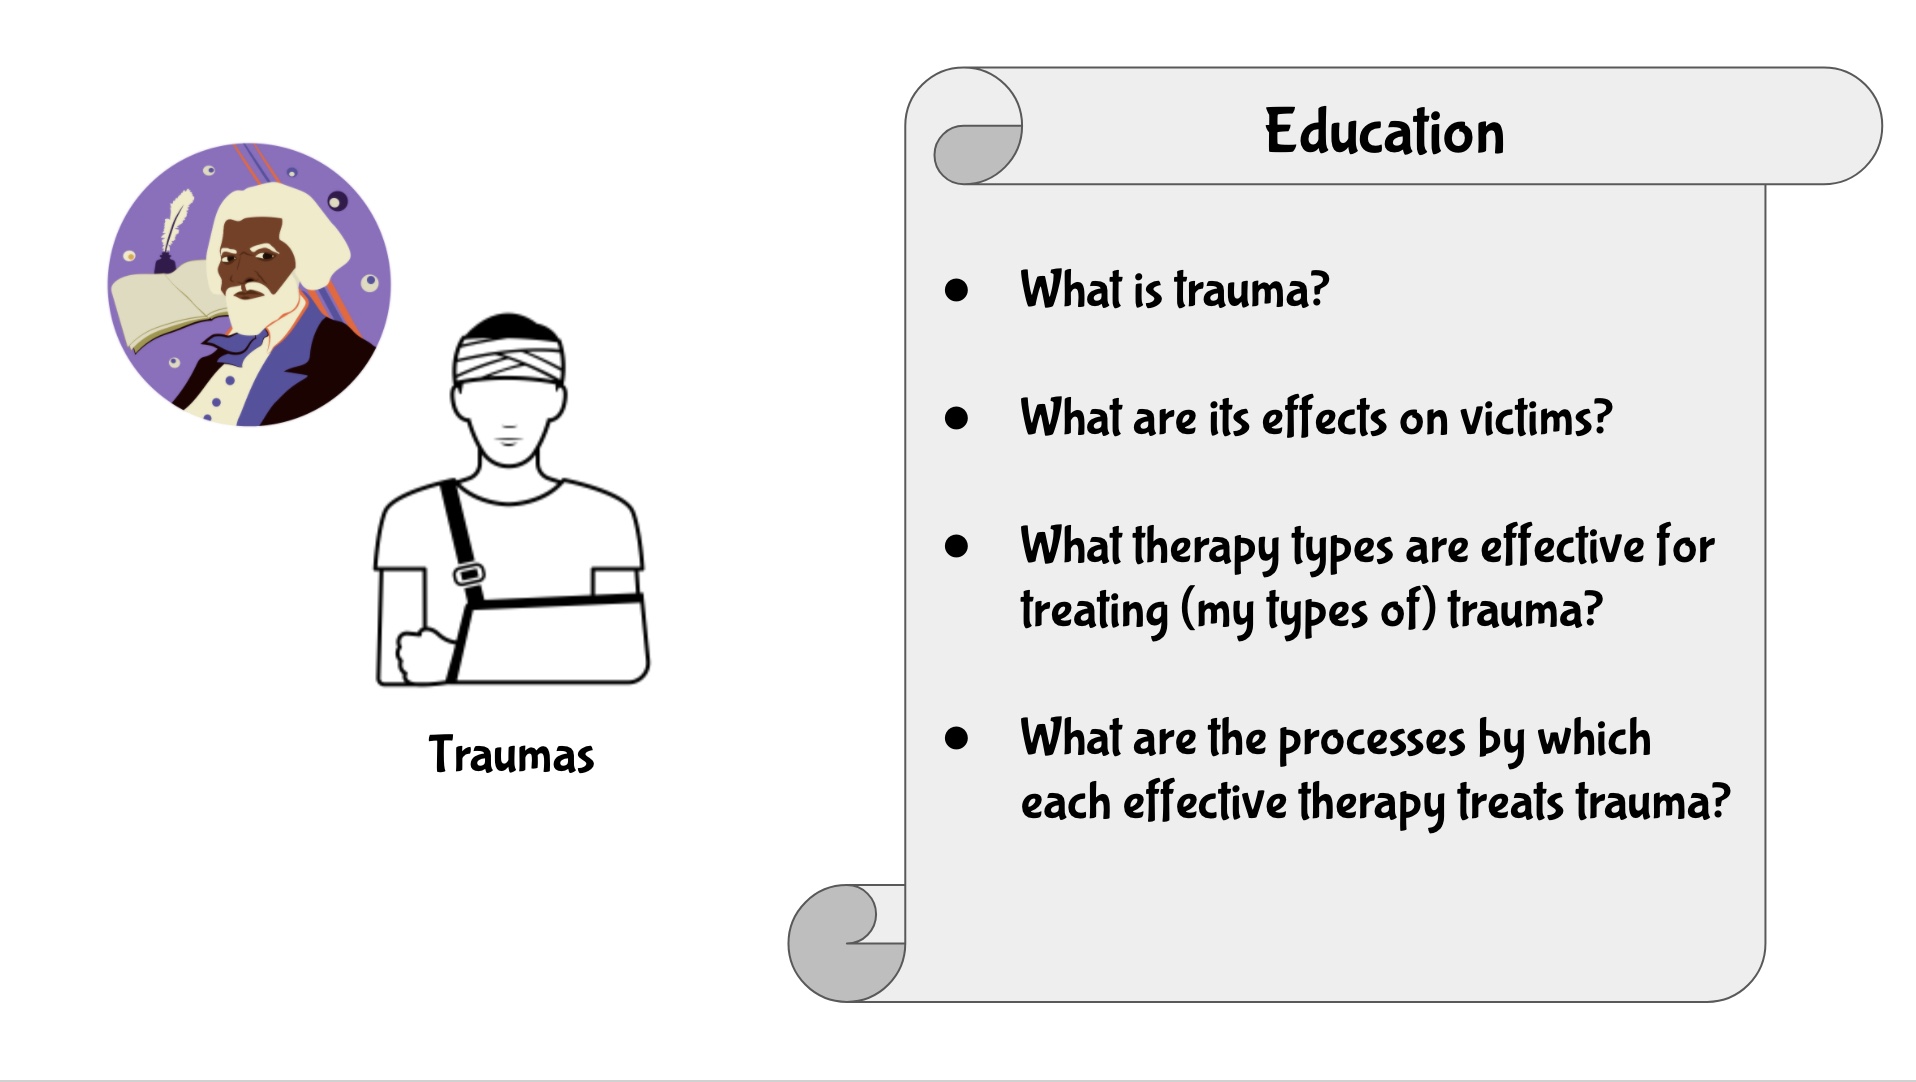 Education
● What is trauma?
● What are its effects on victims?
● What therapy types are effective for
treating (my types of) trauma?
● What are the processes by which
each effective therapy treats trauma?
Traumas